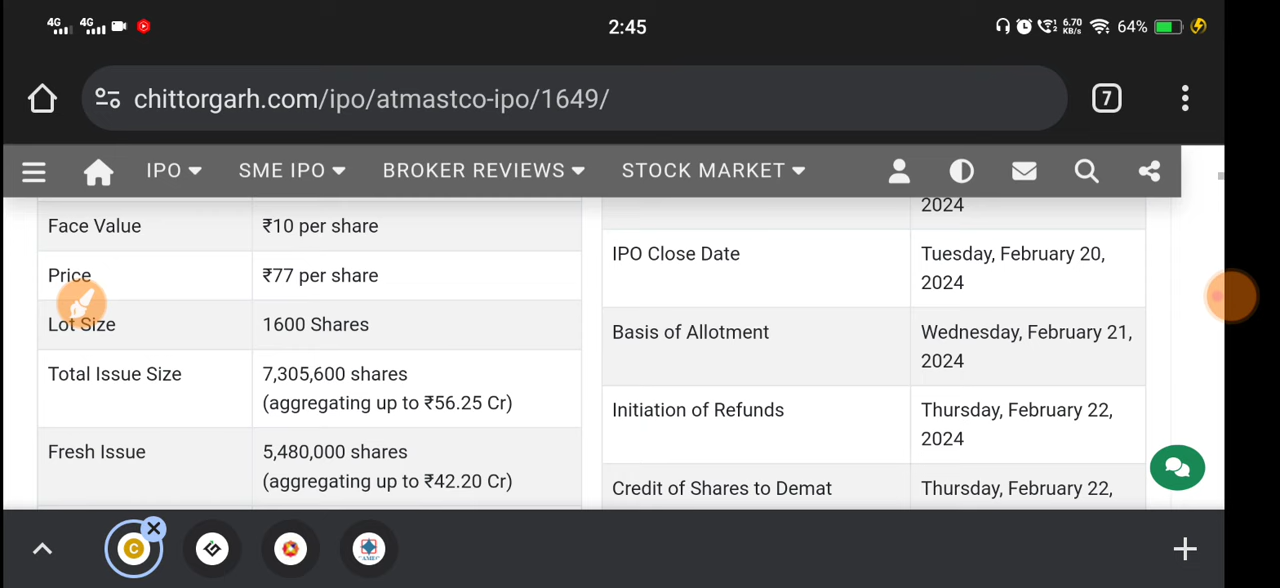 4G 4G 2:45 6.70 KB/s 2 64%
chittorgarh.com/ipo/atmastco-ipo/1649/ 7
IPO SME IPO BROKER REVIEWS STOCK MARKET
Face Value ₹10 per share
Price ₹77 per share
Lot Size 1600 Shares
Total Issue Size 7,305,600 shares
(aggregating up to ₹56.25 Cr)
Fresh Issue 5,480,000 shares
(aggregating up to ₹42.20 Cr)
2024
IPO Close Date Tuesday, February 20,
2024
Basis of Allotment Wednesday, February 21,
2024
Initiation of Refunds Thursday, February 22,
2024
Credit of Shares to Demat Thursday, February 22,
C